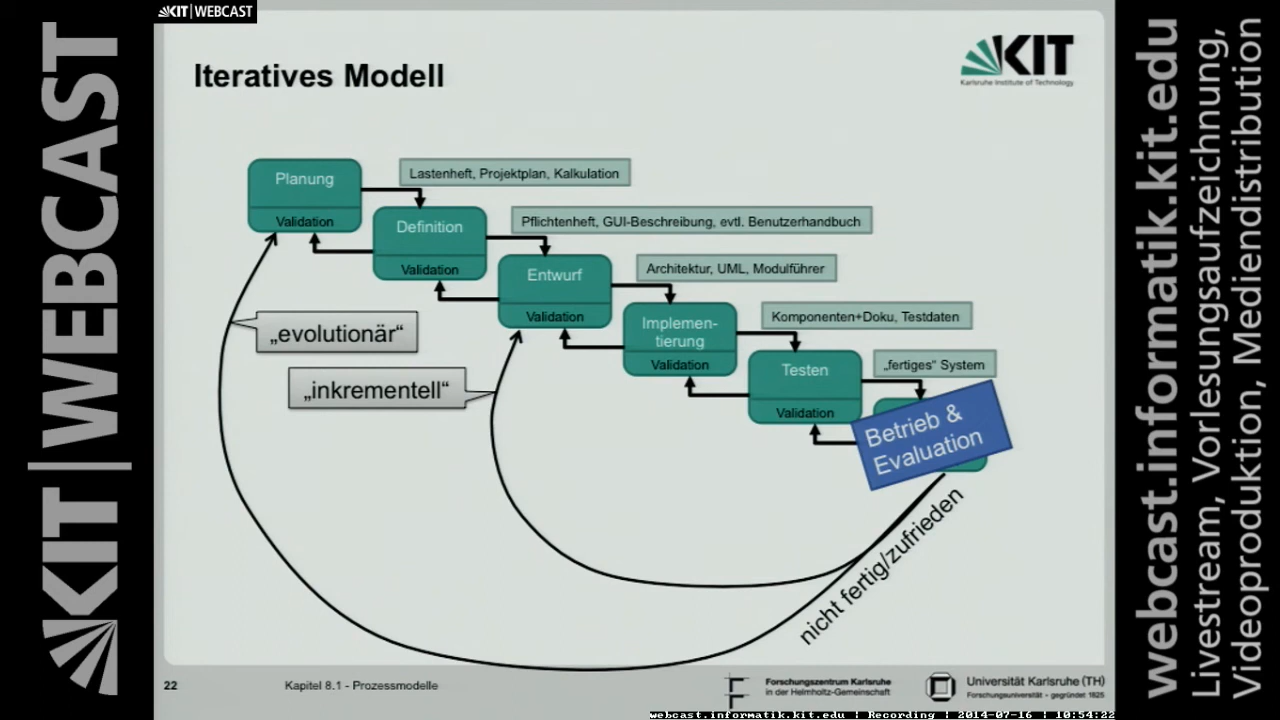 KIT | WEBCAST
KIT | WEBCAST
Iteratives Modell
KIT
Karlsruhe Institute of Technology
Planung
Validation
Lastenheft, Projektplan, Kalkulation
Definition
Validation
Pflichtenheft, GUI-Beschreibung, evtl. Benutzerhandbuch
Entwurf
Validation
Architektur, UML, Modulführer
Implemen-
tierung
Validation
Komponenten+Doku, Testdaten
Testen
Validation
„fertiges“ System
Betrieb &
Evaluation
„evolutionär“
„inkrementell“
nicht fertig/zufrieden
22
Kapitel 8.1 - Prozessmodelle
Forschungszentrum Karlsruhe
in der Helmholtz-Gemeinschaft
Universität Karlsruhe (TH)
Forschungsuniversität - gegründet 1825
webcast.informatik.kit.edu | Recording | 2014-07-16 | 10:54:22
webcast.informatik.kit.edu
Livestream, Vorlesungsaufzeichnung,
Videoproduktion, Mediendistribution